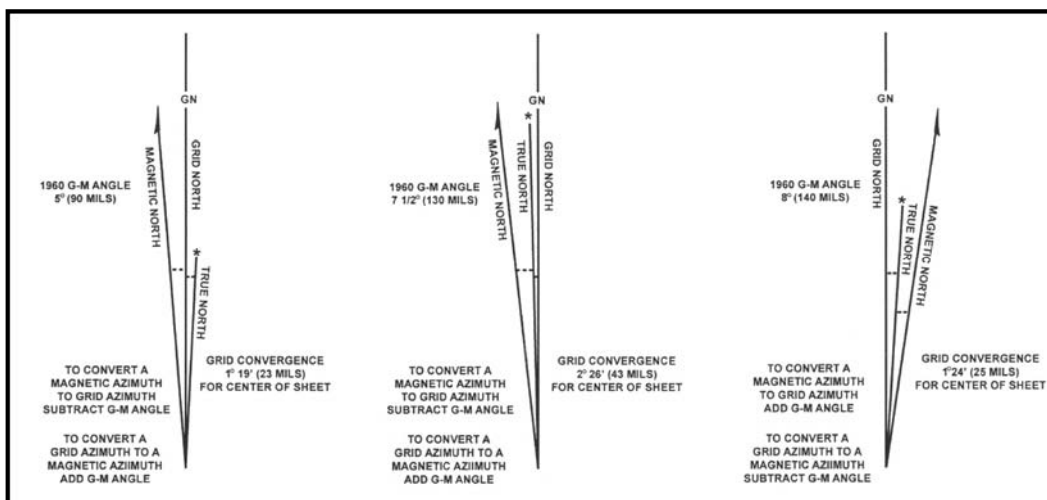 GN
MAGNETIC NORTH
GRID NORTH
1960 G-M ANGLE
5° (90 MILS)
*
TRUE NORTH
GRID CONVERGENCE
1° 19' (23 MILS)
FOR CENTER OF SHEET
TO CONVERT A
MAGNETIC AZIMUTH
TO GRID AZIMUTH
SUBTRACT G-M ANGLE
TO CONVERT A
GRID AZIMUTH TO A
MAGNETIC AZIIMUTH
ADD G-M ANGLE
GN
*
MAGNETIC NORTH
TRUE NORTH
GRID NORTH
1960 G-M ANGLE
7 1/2° (130 MILS)
GRID CONVERGENCE
2° 26' (43 MILS)
FOR CENTER OF SHEET
TO CONVERT A
MAGNETIC AZIMUTH
TO GRID AZIMUTH
SUBTRACT G-M ANGLE
TO CONVERT A
GRID AZIMUTH TO A
MAGNETIC AZIIMUTH
ADD G-M ANGLE
GN
GRID NORTH
*
TRUE NORTH
MAGNETIC NORTH
1960 G-M ANGLE
8° (140 MILS)
GRID CONVERGENCE
1°24' (25 MILS)
FOR CENTER OF SHEET
TO CONVERT A
MAGNETIC AZIMUTH
TO GRID AZIMUTH
ADD G-M ANGLE
TO CONVERT A
GRID AZIMUTH TO A
MAGNETIC AZIIMUTH
SUBTRACT G-M ANGLE